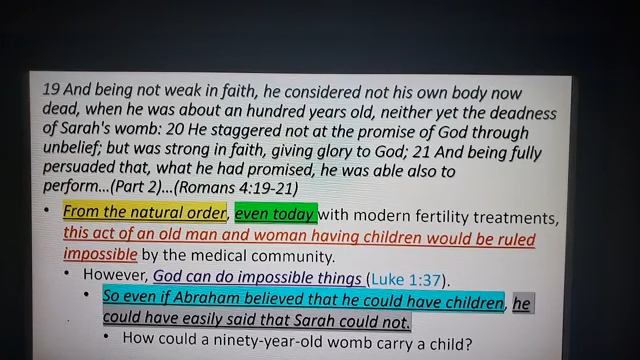 19 And being not weak in faith, he considered not his own body now
dead, when he was about an hundred years old, neither yet the deadness
of Sarah's womb: 20 He staggered not at the promise of God through
unbelief; but was strong in faith, giving glory to God; 21 And being fully
persuaded that, what he had promised, he was able also to
perform...(Part 2)...(Romans 4:19-21)
• From the natural order, even today with modern fertility treatments,
this act of an old man and woman having children would be ruled
impossible by the medical community.
• However, God can do impossible things (Luke 1:37).
• So even if Abraham believed that he could have children, he
could have easily said that Sarah could not.
• How could a ninety-year-old womb carry a child?